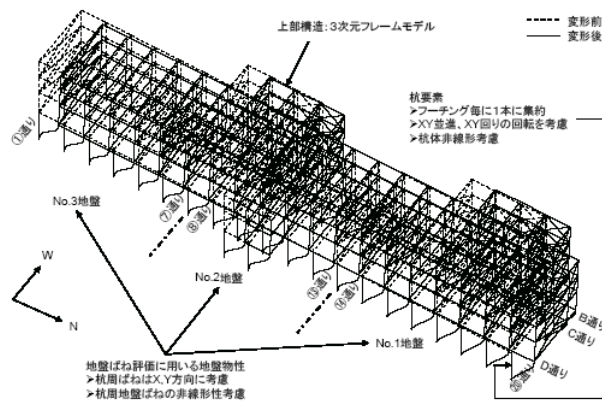 上部構造：3次元フレームモデル
変形前
変形後
杭要素
➢フーチング毎に1本に集約
➢XY並進、XY回りの回転を考慮
➢杭体非線形考慮
①通り
No.3地盤
⑦通り
⑧通り
W
N
No.2地盤
⑬通り
⑭通り
No.1地盤
B通り
C通り
D通り
⑳通
地盤ばね評価に用いる地盤物性
➢杭周ばねはX,Y方向に考慮
➢杭周地盤ばねの非線形性考慮